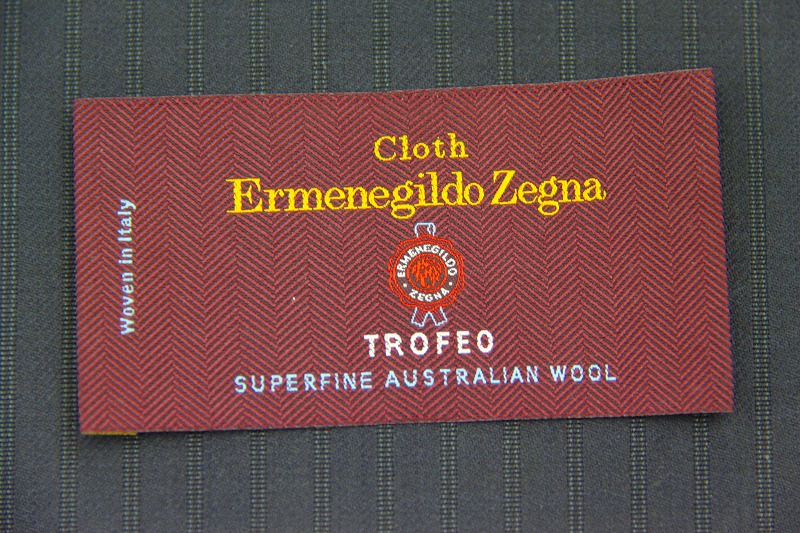 Cloth
Ermenegildo Zegna
ERMENEGILDO
ZEGNA
TROFEO
SUPERFINE AUSTRALIAN WOOL
Woven in Italy